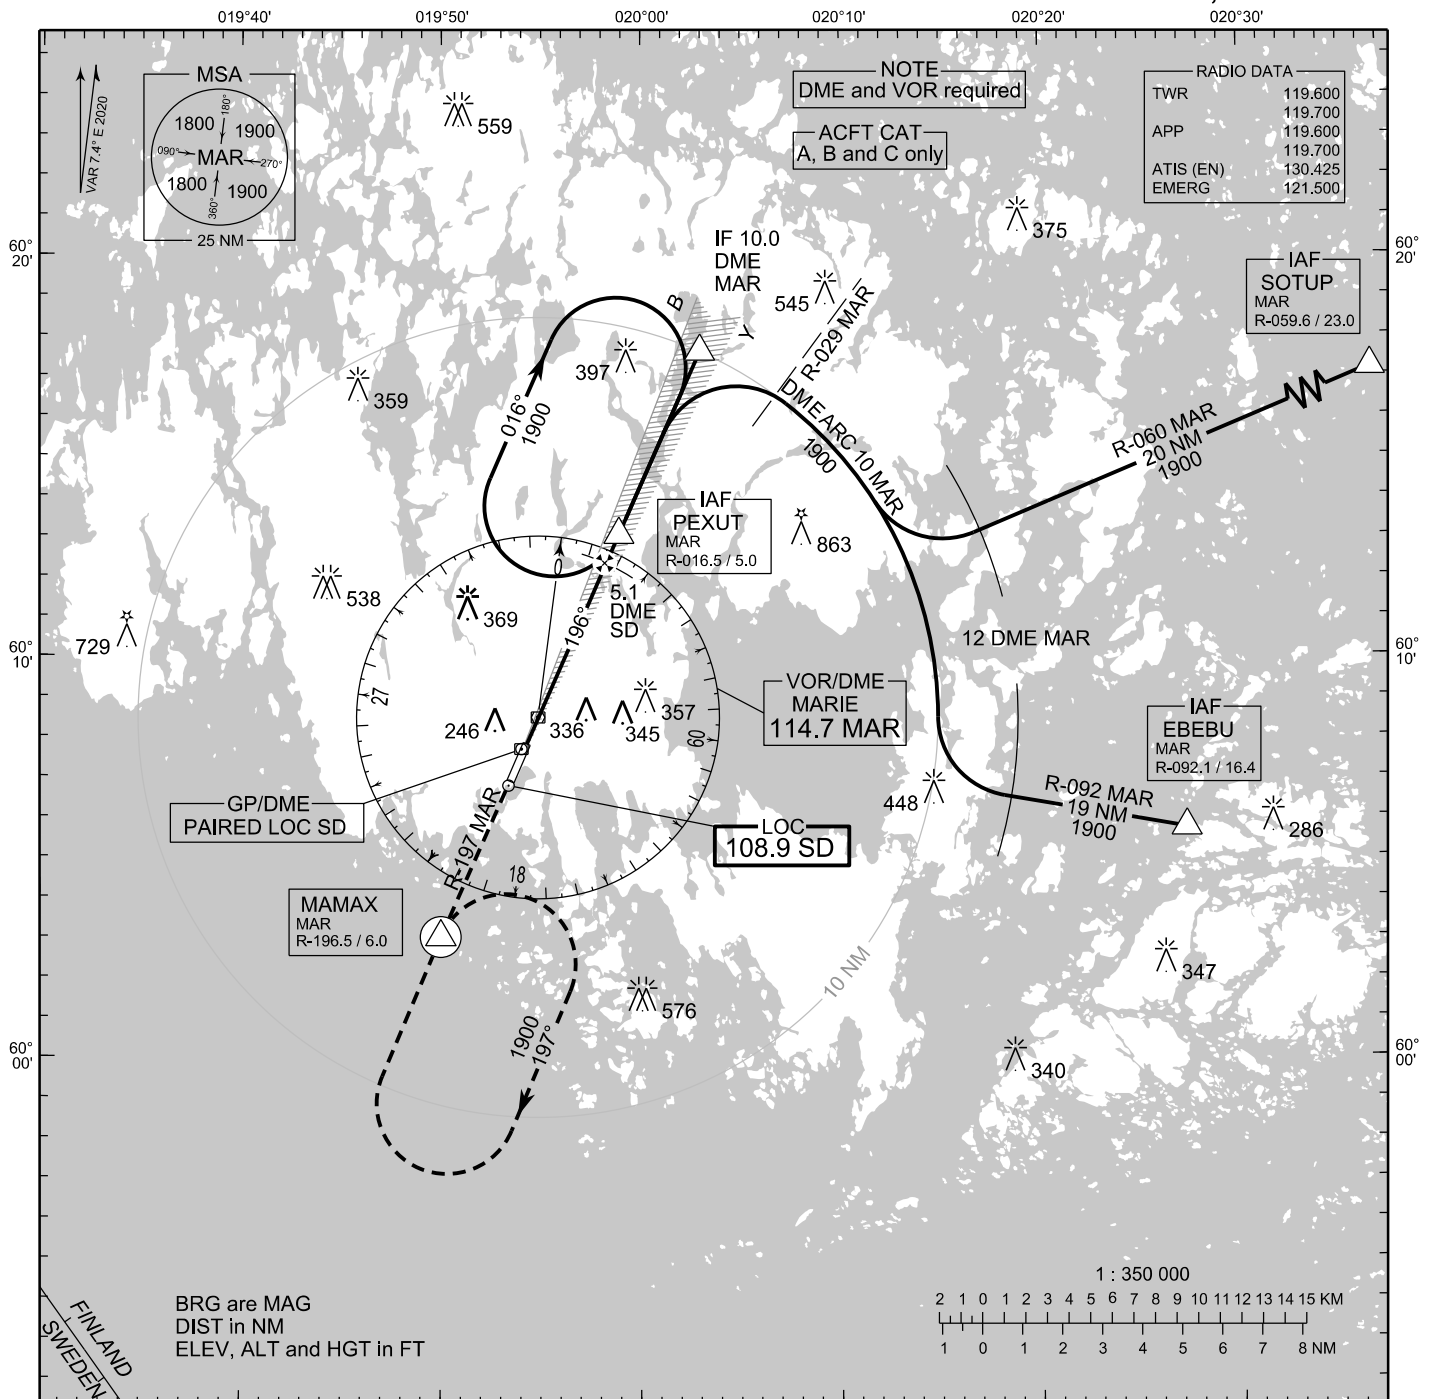 019°40' 019°50' 020°00' 020°10' 020°20' 020°30'
VAR 7.4° E 2020
MSA
1800 180° 1900
090° MAR 270°
1800 360° 1900
25 NM
559
NOTE
DME and VOR required
ACFT CAT
A, B and C only
RADIO DATA
TWR 119.600
119.700
APP 119.600
119.700
ATIS (EN) 130.425
EMERG 121.500
375
60°
20'
60°
20'
IF 10.0
DME
MAR
545
R-029 MAR
B
Y
IAF
SOTUP
MAR
R-059.6 / 23.0
397
359
016°
1900
DMEARC 10 MAR
1900
R-060 MAR
20 NM
1900
IAF
PEXUT
MAR
R-016.5 / 5.0
863
0
538
369
5.1
DME
SD
196°
729
60°
10'
60°
10'
12 DME MAR
27
246
336
345
357
60
VOR/DME
MARIE
114.7 MAR
IAF
EBEBU
MAR
R-092.1 / 16.4
R-092 MAR
19 NM
1900
448
286
GP/DME
PAIRED LOC SD
R-197 MAR
LOC
108.9 SD
18
MAMAX
MAR
R-196.5 / 6.0
347
10 NM
576
1900
197°
60°
00'
60°
00'
340
1 : 350 000
2 1 0 1 2 3 4 5 6 7 8 9 10 11 12 13 14 15 KM
1 0 1 2 3 4 5 6 7 8 NM
BRG are MAG
DIST in NM
ELEV, ALT and HGT in FT
FINLAND
SWEDEN